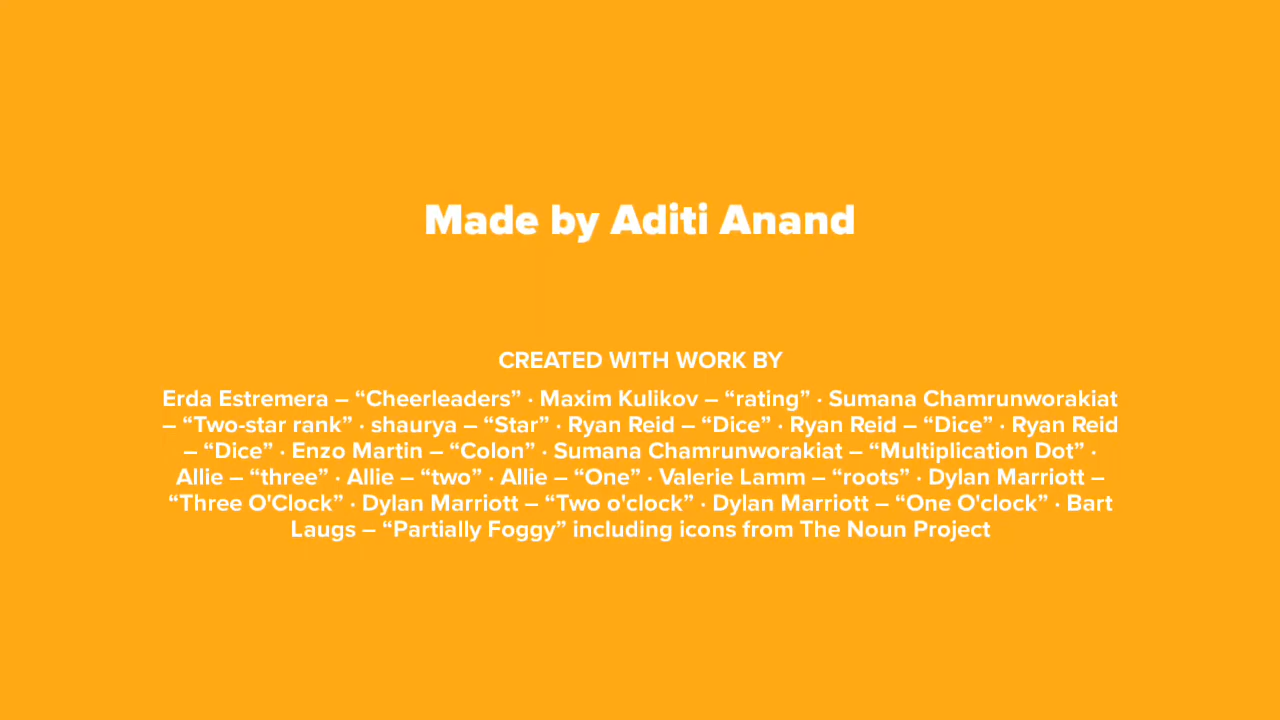 Made by Aditi Anand
CREATED WITH WORK BY
Erda Estremera – “Cheerleaders” · Maxim Kulikov – “rating” · Sumana Chamrunworakiat
– “Two-star rank” · shaurya – “Star” · Ryan Reid – “Dice” · Ryan Reid – “Dice” · Ryan Reid
– “Dice” · Enzo Martin – “Colon” · Sumana Chamrunworakiat – “Multiplication Dot” ·
Allie – “three” · Allie – “two” · Allie – “One” · Valerie Lamm – “roots” · Dylan Marriott –
“Three O'Clock” · Dylan Marriott – “Two o'clock” · Dylan Marriott – “One O'clock” · Bart
Laugs – “Partially Foggy” including icons from The Noun Project